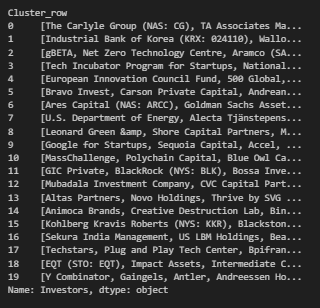 Cluster_row
0 [The Carlyle Group (NAS: CG), TA Associates Ma...
1 [Industrial Bank of Korea (KRX: 024110), Wallo...
2 [gBETA, Net Zero Technology Centre, Aramco (SA...
3 [Tech Incubator Program for Startups, National...
4 [European Innovation Council Fund, 500 Global,...
5 [Bravo Invest, Carson Private Capital, Andrean...
6 [Ares Capital (NAS: ARCC), Goldman Sachs Asset...
7 [U.S. Department of Energy, Alecta Tjänstepens...
8 [Leonard Green &amp; Shore Capital Partners, M...
9 [Google for Startups, Sequoia Capital, Accel, ...
10 [MassChallenge, Polychain Capital, Blue Owl Ca...
11 [GIC Private, BlackRock (NYS: BLK), Bossa Inve...
12 [Mubadala Investment Company, CVC Capital Part...
13 [Altas Partners, Novo Holdings, Thrive by SVG ...
14 [Animoca Brands, Creative Destruction Lab, Bin...
15 [Kohlberg Kravis Roberts (NYS: KKR), Blackston...
16 [Sekura India Management, US LBM Holdings, Bea...
17 [Techstars, Plug and Play Tech Center, Bpifran...
18 [EQT (STO: EQT), Impact Assets, Intermediate C...
19 [Y Combinator, Gaingels, Antler, Andreessen Ho...
Name: Investors, dtype: object